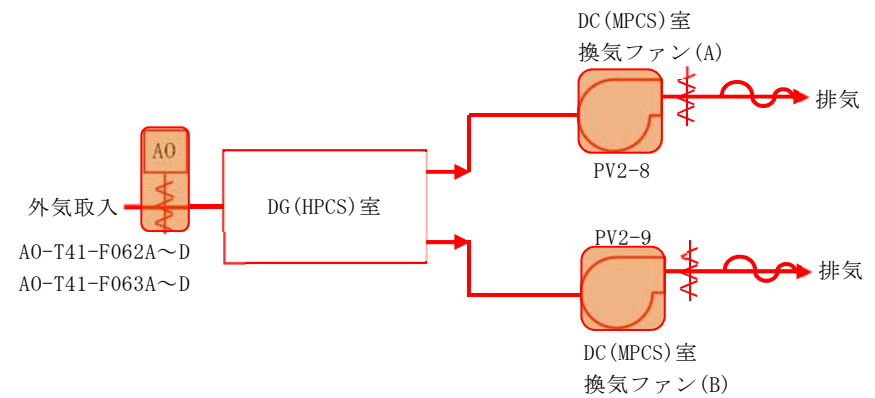 DC(MPCS)室
換気ファン(A)
排気
PV2-8
AO
外気取入
DG(HPCS)室
AO-T41-F062A～D
AO-T41-F063A～D
PV2-9
排気
DC(MPCS)室
換気ファン(B)